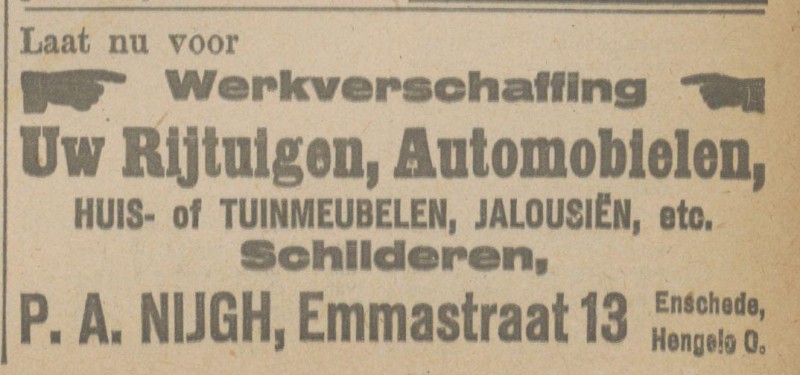 Laat nu voor
Werkverschaffing
Uw Rijtuigen, Automobielen,
HUIS- of TUINMEUBELEN, JALOUSIËN, etc.
Schilderen,
P. A. NIJGH, Emmastraat 13 Enschede,
Hengelo O.